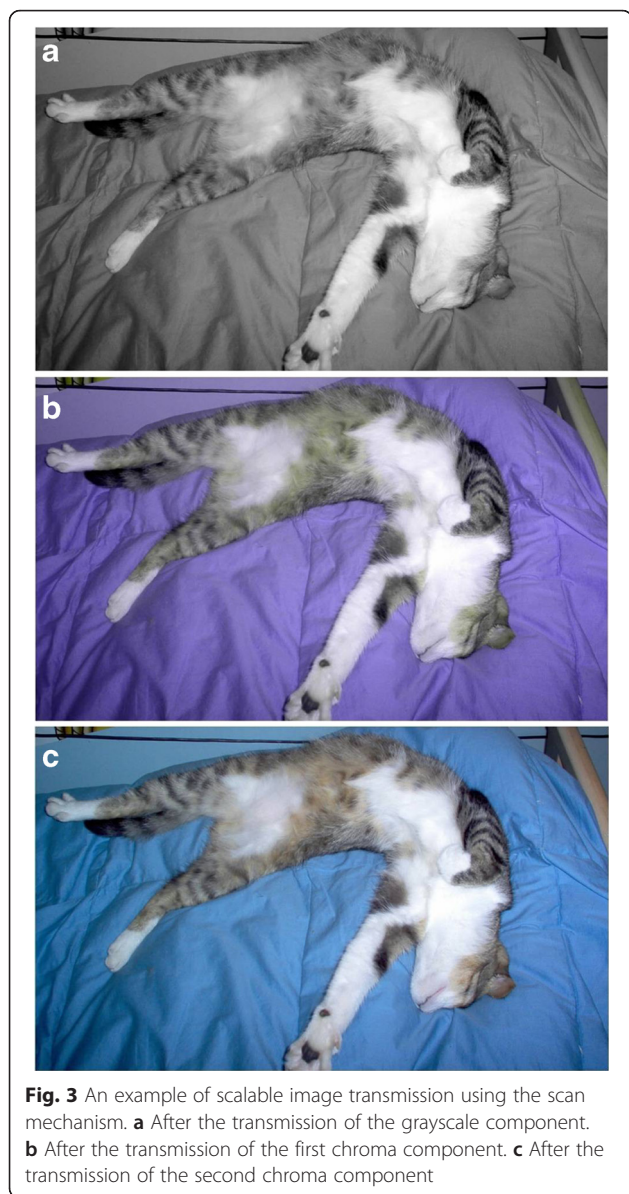 a
b
c
Fig. 3 An example of scalable image transmission using the scan
mechanism. a After the transmission of the grayscale component.
b After the transmission of the first chroma component. c After the
transmission of the second chroma component